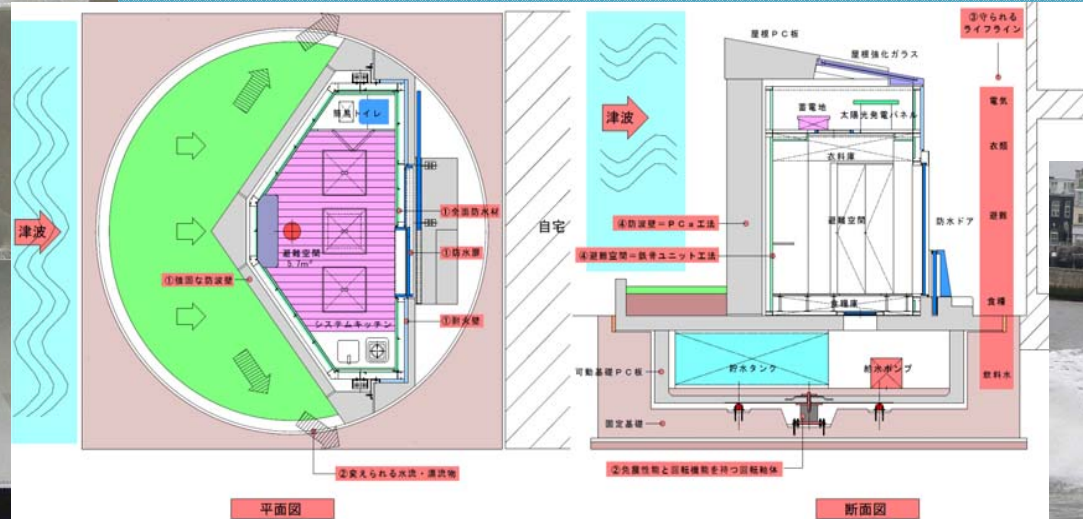 津波
簡易トイレ
避難空間
5.7m²
システムキッチン
①強固な防波壁
①全面防水材
①防水扉
①耐火壁
②変えられる水流・漂流物
自宅
平面図
津波
屋根PC板
屋根強化ガラス
蓄電地
太陽光発電パネル
衣料庫
避難空間
防水ドア
食糧庫
④防波壁=PCa工法
④避難空間=鉄骨ユニット工法
可動基礎PC板
貯水タンク
給水ポンプ
固定基礎
②免震性能と回転機能を持つ回転軸体
③守られる
ライフライン
電気
衣類
避難
食糧
飲料水
断面図